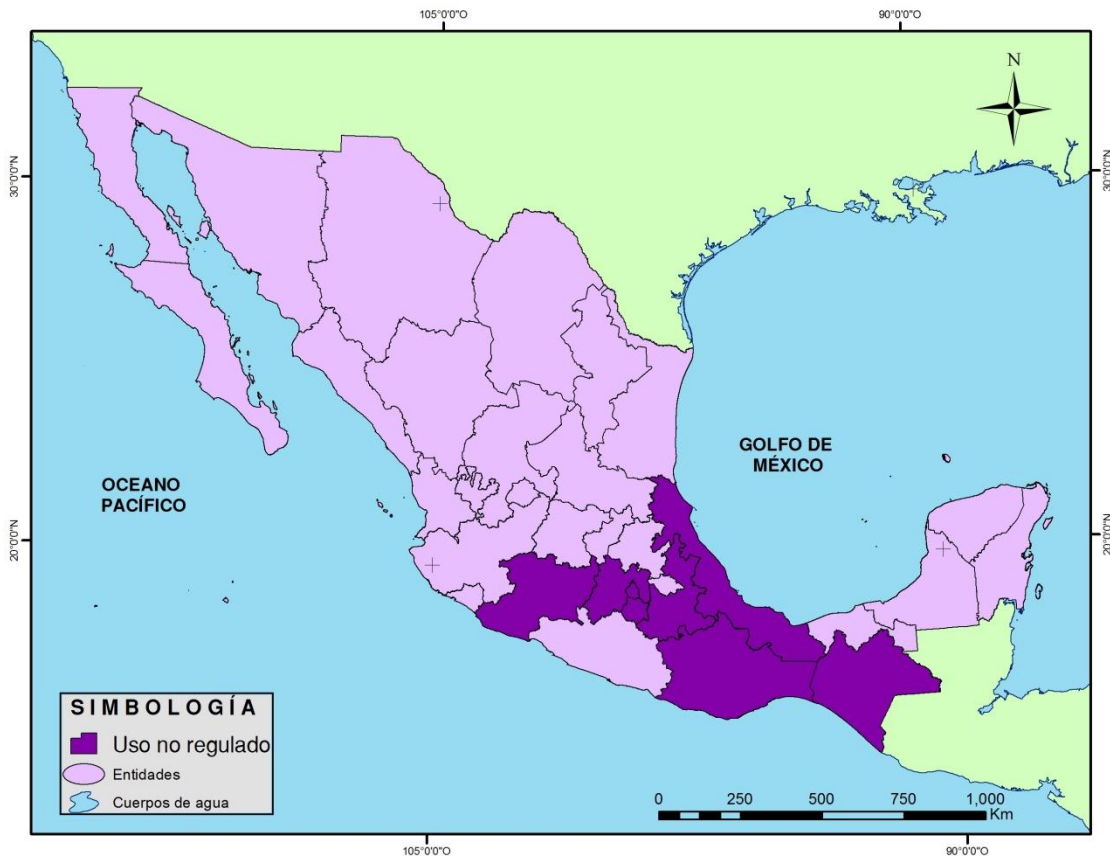 105°0'0"O
90°0'0"O
N
30°0'0"N
30°0'0"N
GOLFO DE
MÉXICO
OCEANO
PACÍFICO
20°0'0"N
20°0'0"N
SIMBOLOGÍA
Uso no regulado
Entidades
Cuerpos de agua
0 250 500 750 1,000
Km
105°0'0"O
90°0'0"O